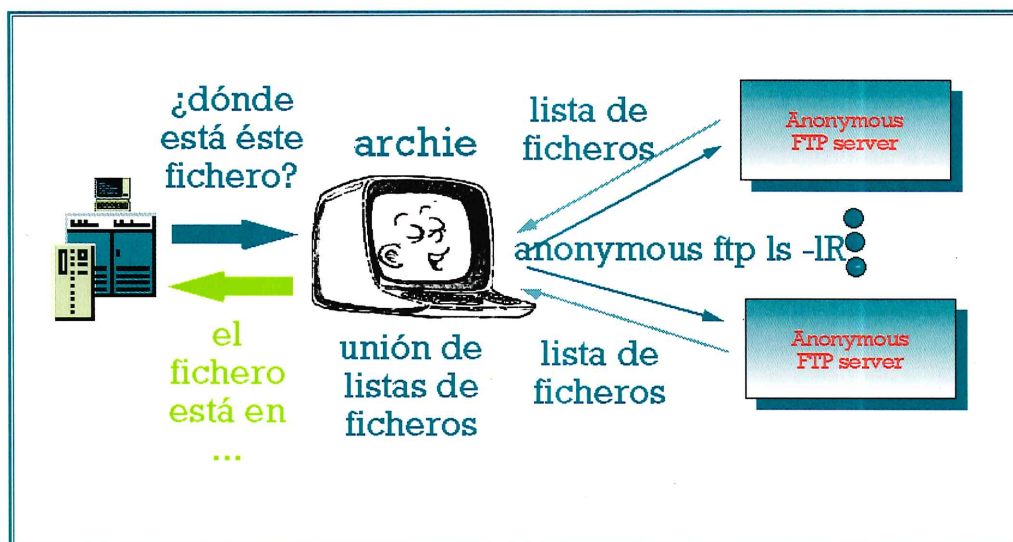 ¿dónde
está éste
fichero?
archie
lista de
ficheros
Anonymous
FTP server
anonymous ftp ls -lR
el
fichero
está en
...
unión de
listas de
ficheros
lista de
ficheros
Anonymous
FTP server